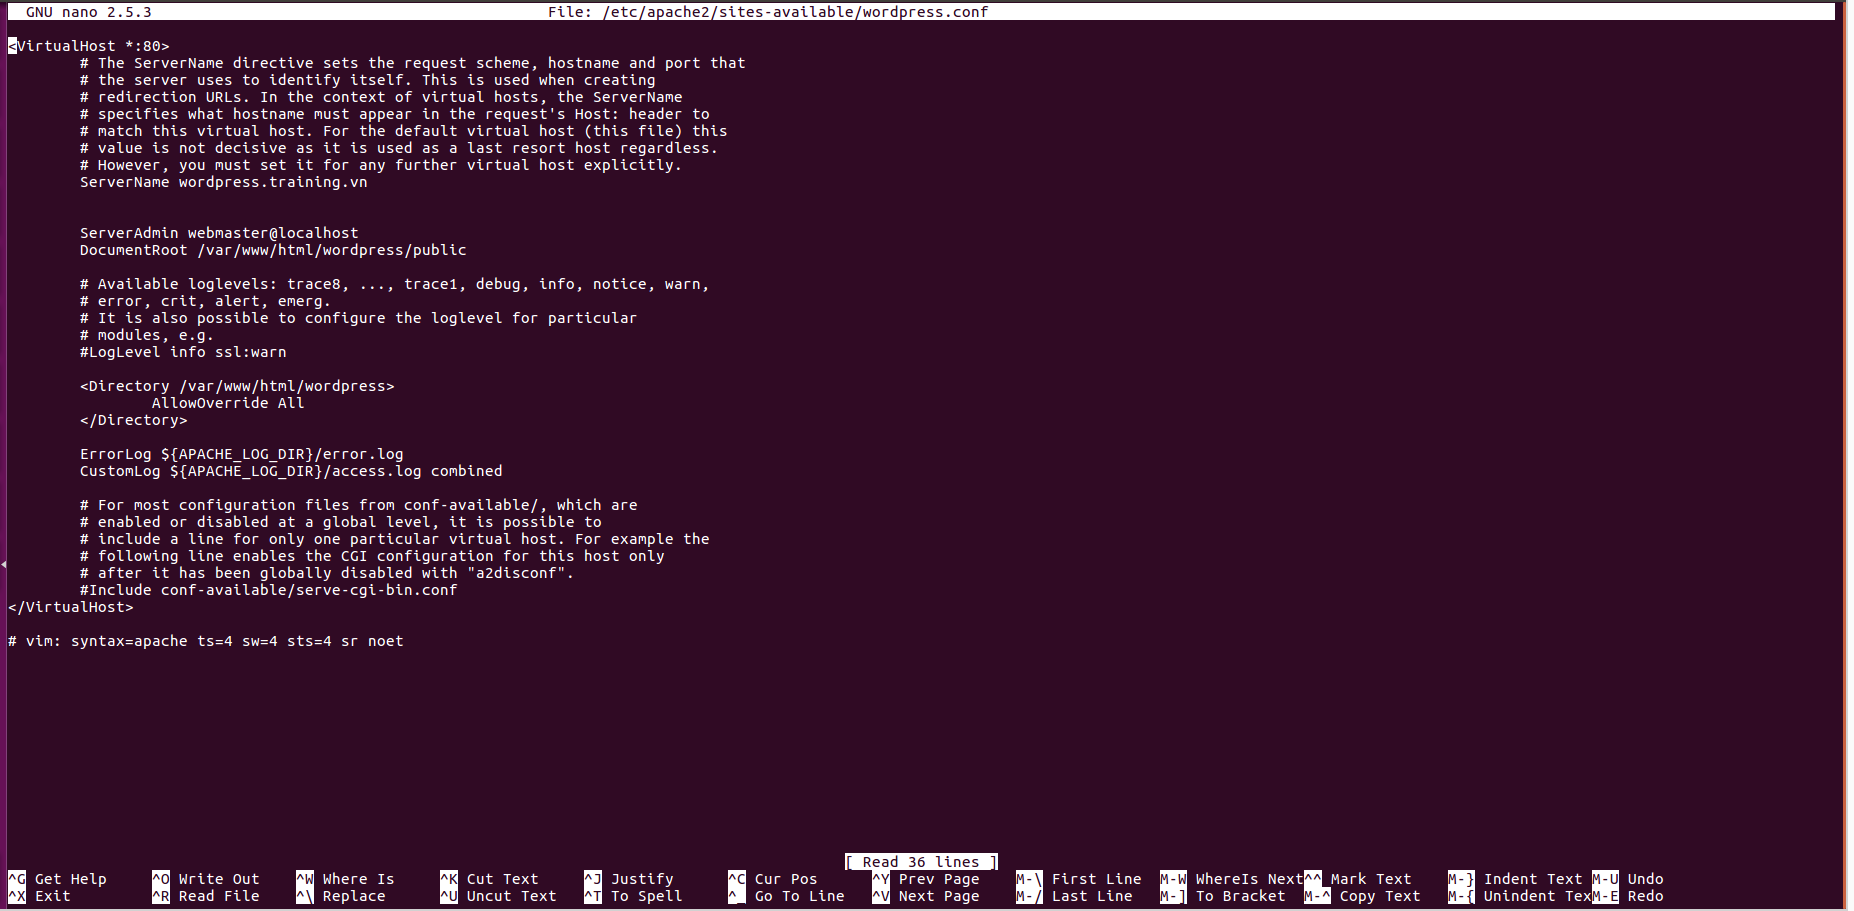 GNU nano 2.5.3 File: /etc/apache2/sites-available/wordpress.conf
<VirtualHost *:80>
# The ServerName directive sets the request scheme, hostname and port that
# the server uses to identify itself. This is used when creating
# redirection URLs. In the context of virtual hosts, the ServerName
# specifies what hostname must appear in the request's Host: header to
# match this virtual host. For the default virtual host (this file) this
# value is not decisive as it is used as a last resort host regardless.
# However, you must set it for any further virtual host explicitly.
ServerName wordpress.training.vn
ServerAdmin webmaster@localhost
DocumentRoot /var/www/html/wordpress/public
# Available loglevels: trace8, ..., trace1, debug, info, notice, warn,
# error, crit, alert, emerg.
# It is also possible to configure the loglevel for particular
# modules, e.g.
#LogLevel info ssl:warn
<Directory /var/www/html/wordpress>
AllowOverride All
</Directory>
ErrorLog ${APACHE_LOG_DIR}/error.log
CustomLog ${APACHE_LOG_DIR}/access.log combined
# For most configuration files from conf-available/, which are
# enabled or disabled at a global level, it is possible to
# include a line for only one particular virtual host. For example the
# following line enables the CGI configuration for this host only
# after it has been globally disabled with "a2disconf".
#Include conf-available/serve-cgi-bin.conf
</VirtualHost>
# vim: syntax=apache ts=4 sw=4 sts=4 sr noet
[ Read 36 lines ]
^G Get Help ^O Write Out ^W Where Is ^K Cut Text ^J Justify ^C Cur Pos ^Y Prev Page M-\ First Line M-W WhereIs Next ^^ Mark Text M-} Indent Text M-U Undo
^X Exit ^R Read File ^\ Replace ^U Uncut Text ^T To Spell ^_ Go To Line ^V Next Page M-/ Last Line M-] To Bracket M-^ Copy Text M-{ Unindent Tex M-E Redo